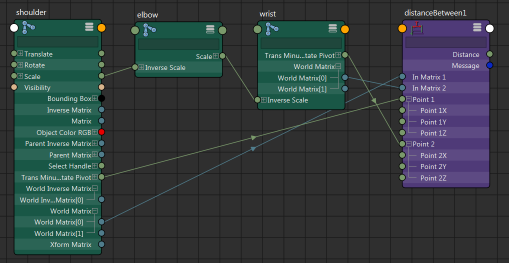 shoulder
Translate
Rotate
Scale
Visibility
Bounding Box
Inverse Matrix
Matrix
Object Color RGB
Parent Inverse Matrix
Parent Matrix
Select Handle
Trans Minu...tate Pivot
World Inverse Matrix
World Inv...Matrix[0]
World Matrix
World Matrix[0]
World Matrix[1]
Xform Matrix
elbow
Scale
Inverse Scale
wrist
Trans Minu...tate Pivot
World Matrix
World Matrix[0]
World Matrix[1]
Inverse Scale
distanceBetween1
Distance
Message
In Matrix 1
In Matrix 2
Point 1
Point 1X
Point 1Y
Point 1Z
Point 2
Point 2X
Point 2Y
Point 2Z